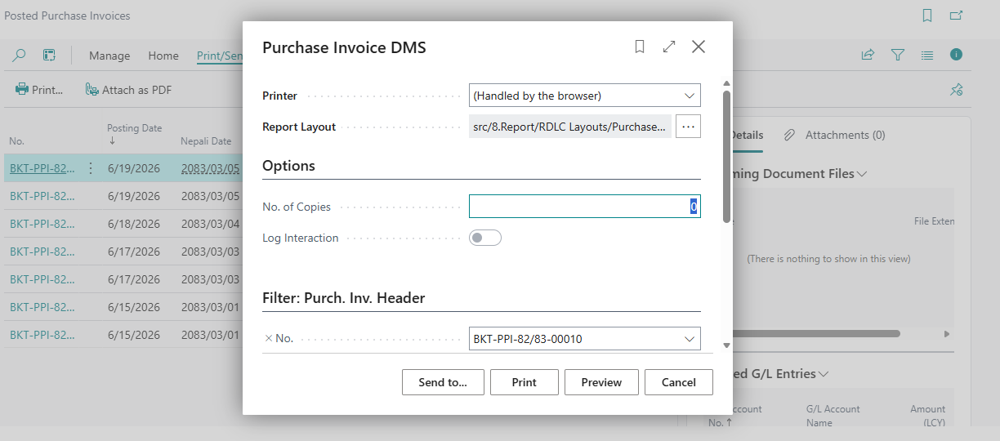 Posted Purchase Invoices
Manage Home Print/Sen
Print... Attach as PDF
No. Posting Date ↓ Nepali Date
BKT-PPI-82... 6/19/2026 2083/03/05
BKT-PPI-82... 6/19/2026 2083/03/05
BKT-PPI-82... 6/18/2026 2083/03/04
BKT-PPI-82... 6/17/2026 2083/03/03
BKT-PPI-82... 6/17/2026 2083/03/03
BKT-PPI-82... 6/15/2026 2083/03/01
BKT-PPI-82... 6/15/2026 2083/03/01
Purchase Invoice DMS
Printer (Handled by the browser)
Report Layout src/8.Report/RDLC Layouts/Purchase... ...
Options
No. of Copies 0
Log Interaction
Filter: Purch. Inv. Header
× No. BKT-PPI-82/83-00010
Send to... Print Preview Cancel
Details Attachments (0)
ming Document Files
File Exten
(There is nothing to show in this view)
ed G/L Entries
ccount No. ↑ G/L Account Name Amount (LCY)